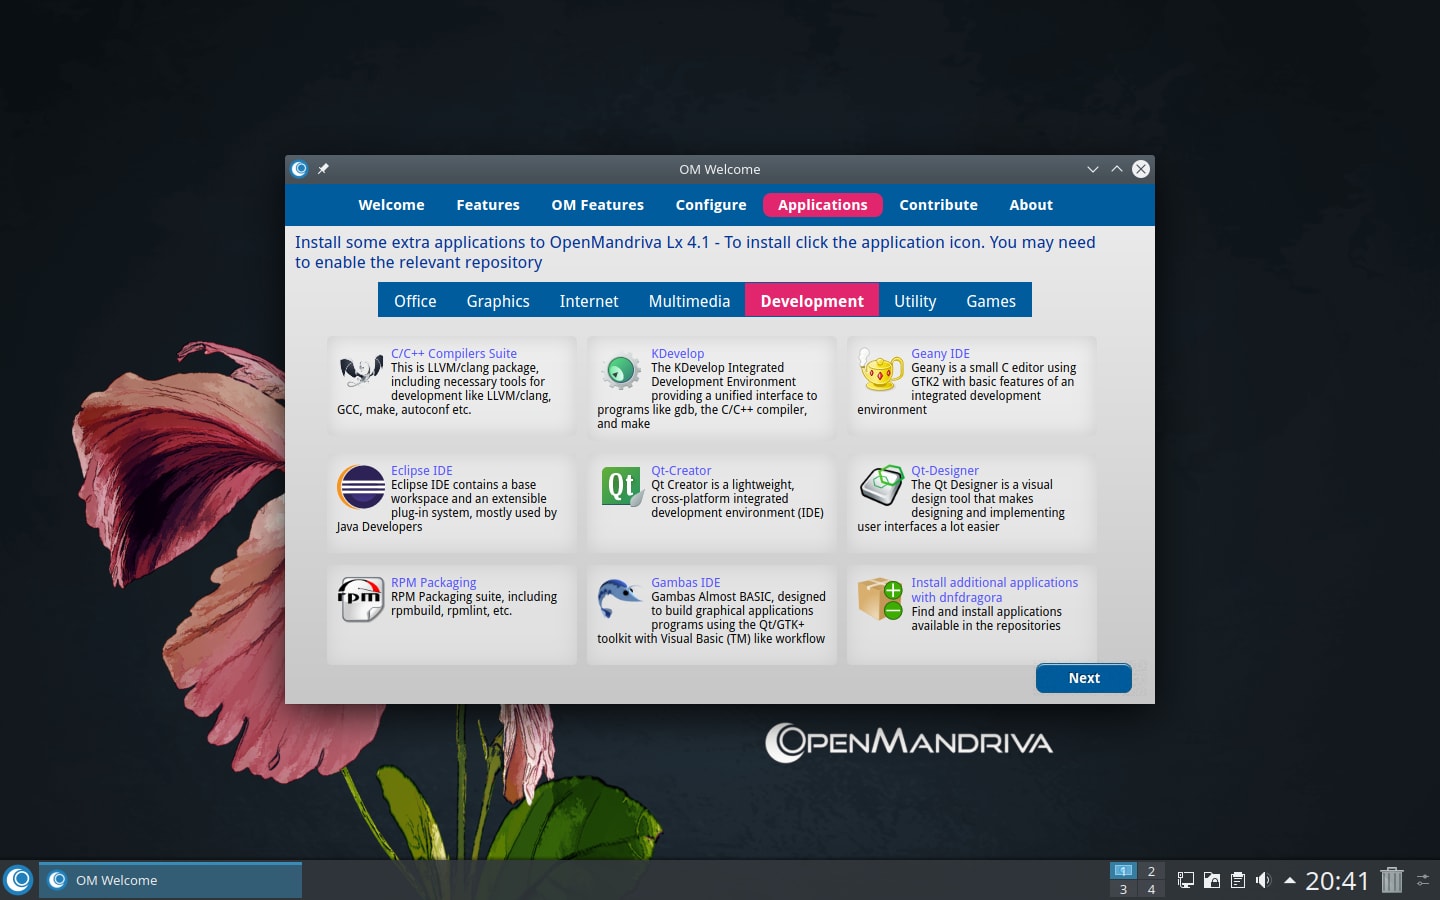 OM Welcome
Welcome Features OM Features Configure Applications Contribute About
Install some extra applications to OpenMandriva Lx 4.1 - To install click the application icon. You may need
to enable the relevant repository
Office Graphics Internet Multimedia Development Utility Games
C/C++ Compilers Suite
This is LLVM/clang package,
including necessary tools for
development like LLVM/clang,
GCC, make, autoconf etc.
KDevelop
The KDevelop Integrated
Development Environment
providing a unified interface to
programs like gdb, the C/C++ compiler,
and make
Geany IDE
Geany is a small C editor using
GTK2 with basic features of an
integrated development
environment
Eclipse IDE
Eclipse IDE contains a base
workspace and an extensible
plug-in system, mostly used by
Java Developers
Qt
Qt-Creator
Qt Creator is a lightweight,
cross-platform integrated
development environment (IDE)
Qt-Designer
The Qt Designer is a visual
design tool that makes
designing and implementing
user interfaces a lot easier
rpm
RPM Packaging
RPM Packaging suite, including
rpmbuild, rpmlint, etc.
Gambas IDE
Gambas Almost BASIC, designed
to build graphical applications
programs using the Qt/GTK+
toolkit with Visual Basic (TM) like workflow
Install additional applications
with dnfdragora
Find and install applications
available in the repositories
Next
OPENMANDRIVA
OM Welcome
1 2
3 4
20:41